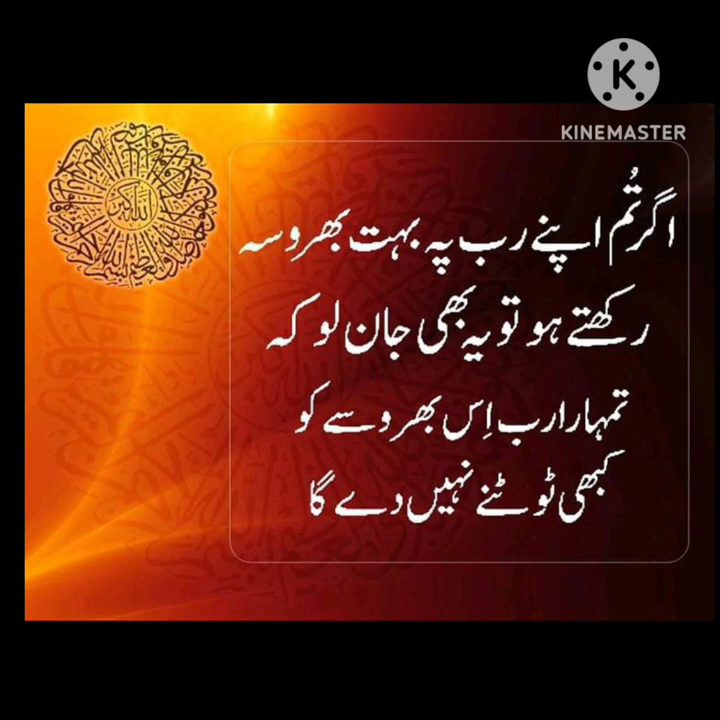 K
KINEMASTER
اگر تُم اپنے رب پہ بہت بھروسہ
رکھتے ہو تو یہ بھی جان لو کہ
تمہارا رب اِس بھروسے کو
کبھی ٹوٹنے نہیں دے گا